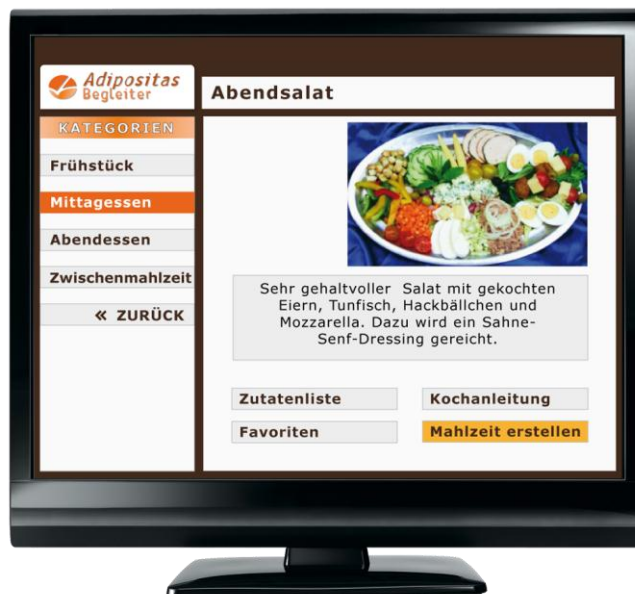 Adipositas
Begleiter
Abendsalat
KATEGORIEN
Frühstück
Mittagessen
Abendessen
Zwischenmahlzeit
« ZURÜCK
Sehr gehaltvoller Salat mit gekochten
Eiern, Tunfisch, Hackbällchen und
Mozzarella. Dazu wird ein Sahne-
Senf-Dressing gereicht.
Zutatenliste
Kochanleitung
Favoriten
Mahlzeit erstellen